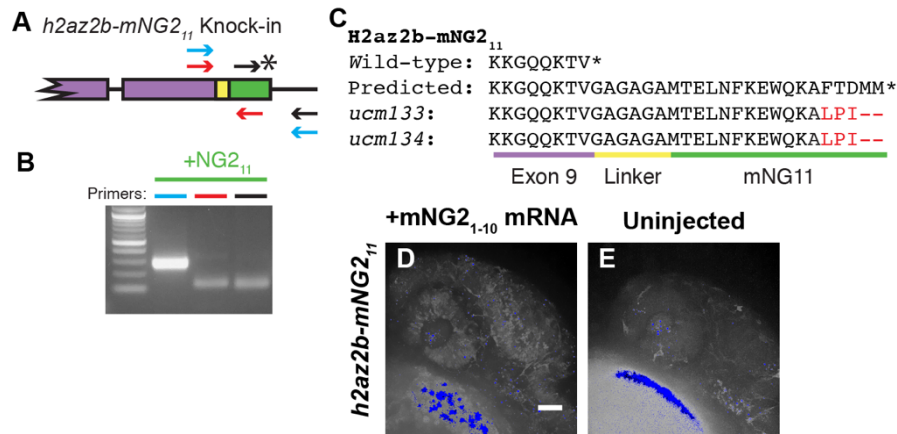 A
h2az2b-mNG2₁₁ Knock-in
*
B
+NG2₁₁
Primers:
C
H2az2b-mNG2₁₁
Wild-type: KKGQQKTV*
Predicted: KKGQQKTVGAGAGAMTELNFKEWQKAFTDMM*
ucm133: KKGQQKTVGAGAGAMTELNFKEWQKALPI--
ucm134: KKGQQKTVGAGAGAMTELNFKEWQKALPI--
Exon 9 Linker mNG11
+mNG2₁₋₁₀ mRNA Uninjected
h2az2b-mNG2₁₁
D E